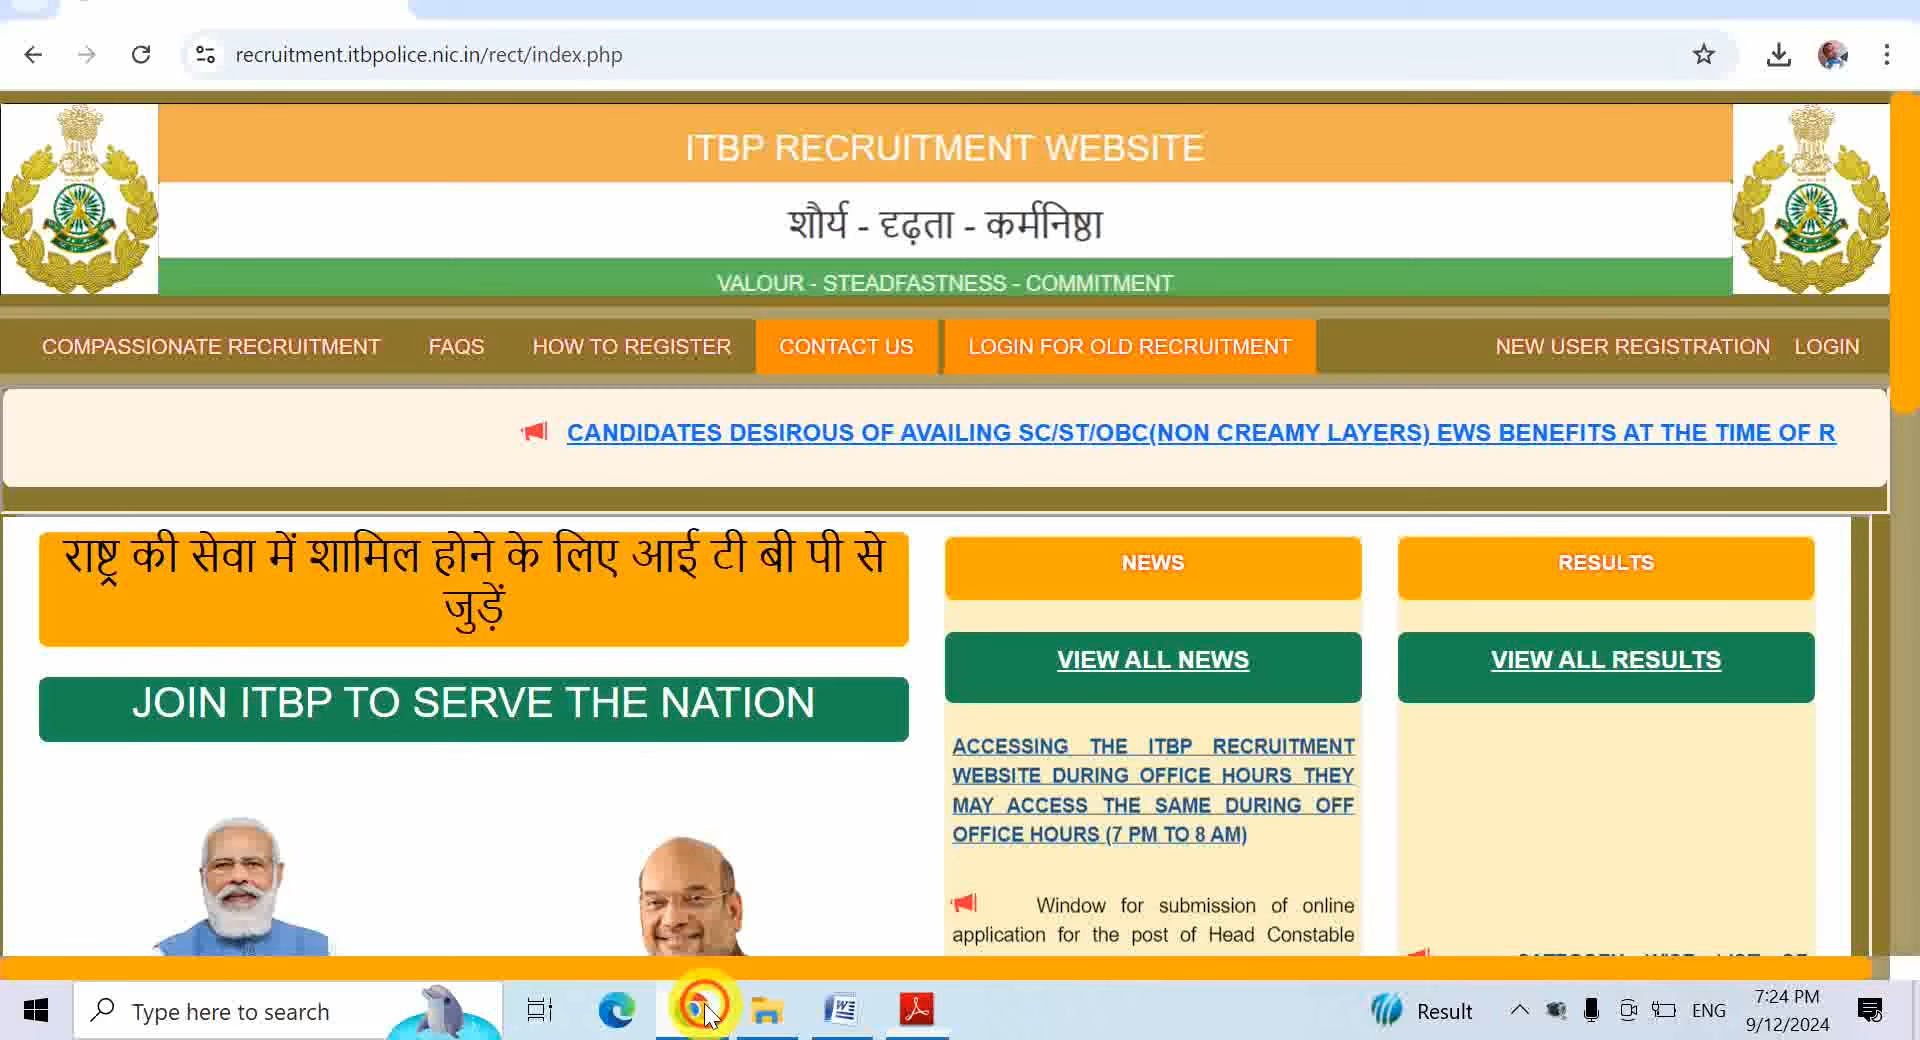 recruitment.itbpolice.nic.in/rect/index.php
ITBP RECRUITMENT WEBSITE
शौर्य - दृढ़ता - कर्मनिष्ठा
VALOUR - STEADFASTNESS - COMMITMENT
COMPASSIONATE RECRUITMENT FAQS HOW TO REGISTER CONTACT US LOGIN FOR OLD RECRUITMENT NEW USER REGISTRATION LOGIN
CANDIDATES DESIROUS OF AVAILING SC/ST/OBC(NON CREAMY LAYERS) EWS BENEFITS AT THE TIME OF R
राष्ट्र की सेवा में शामिल होने के लिए आई टी बी पी से
जुड़ें
JOIN ITBP TO SERVE THE NATION
NEWS
VIEW ALL NEWS
ACCESSING THE ITBP RECRUITMENT
WEBSITE DURING OFFICE HOURS THEY
MAY ACCESS THE SAME DURING OFF
OFFICE HOURS (7 PM TO 8 AM)
Window for submission of online
application for the post of Head Constable
RESULTS
VIEW ALL RESULTS
Type here to search
Result
ENG
7:24 PM
9/12/2024